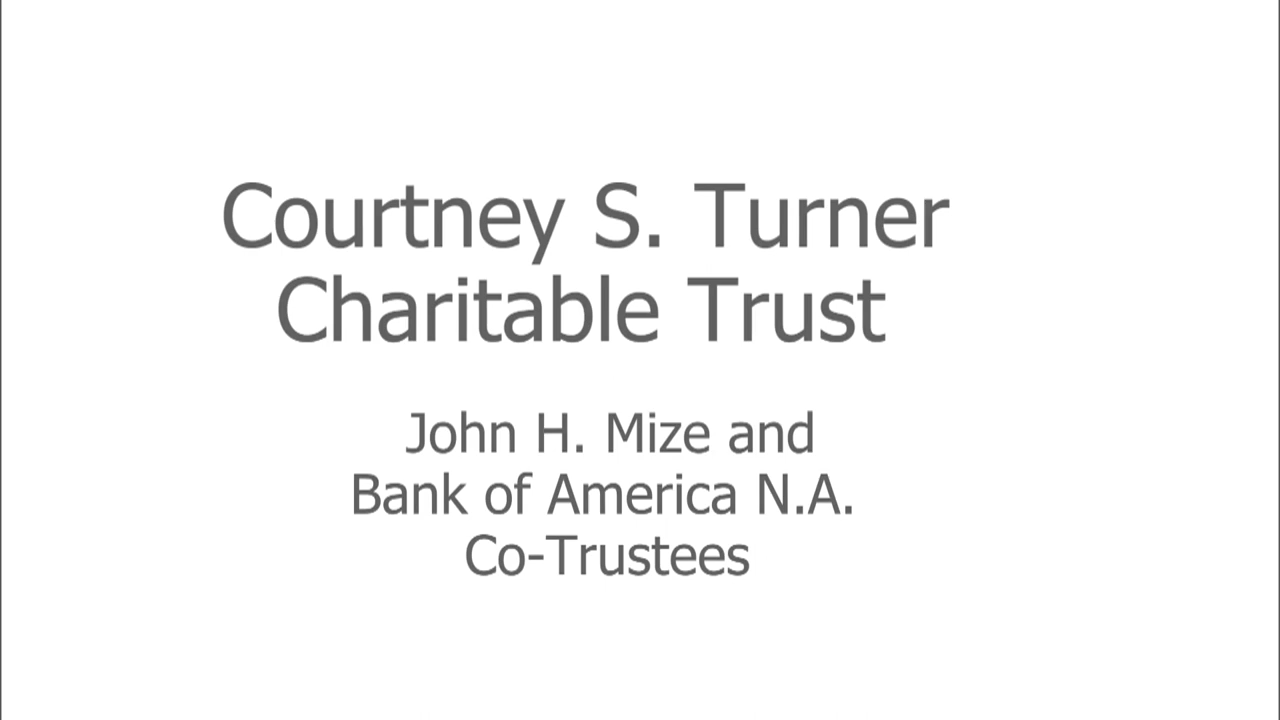 Courtney S. Turner
Charitable Trust
John H. Mize and
Bank of America N.A.
Co-Trustees